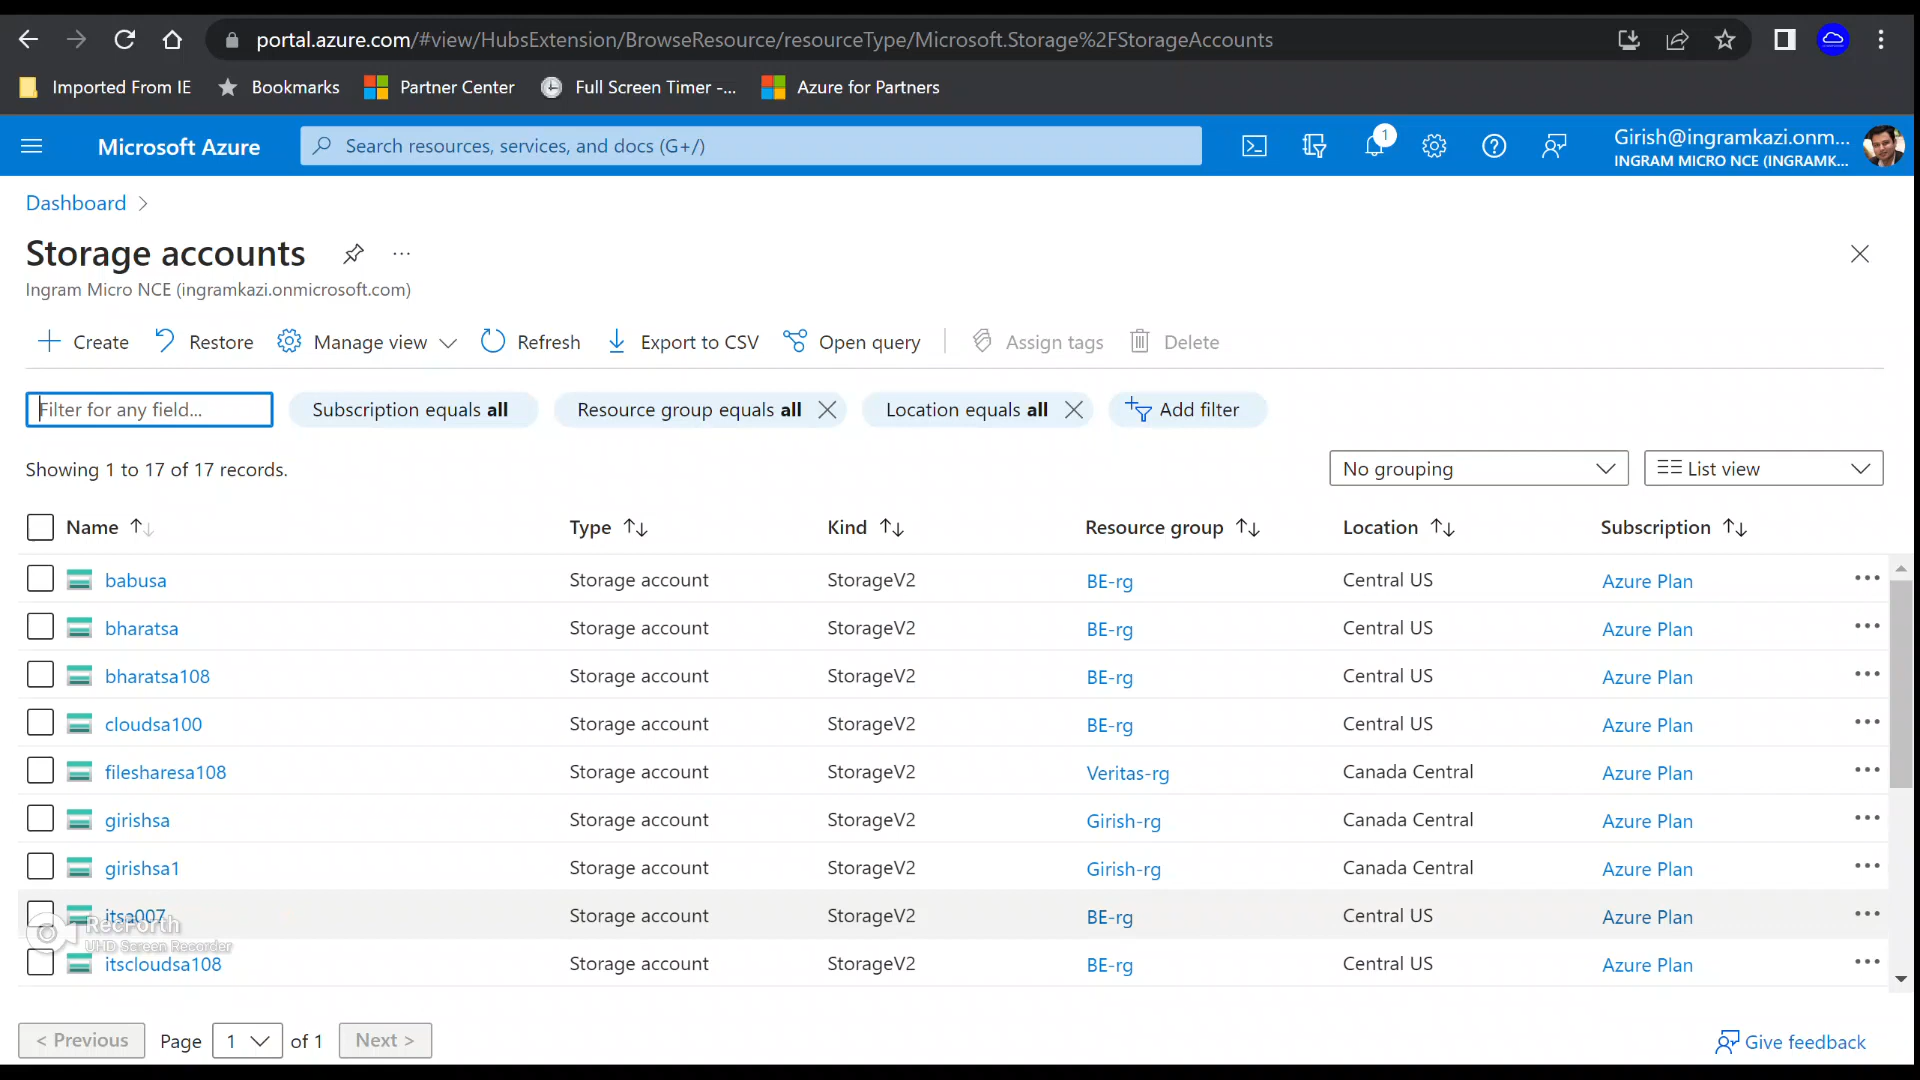 portal.azure.com/#view/HubsExtension/BrowseResource/resourceType/Microsoft.Storage%2FStorageAccounts
Imported From IE Bookmarks Partner Center Full Screen Timer -... Azure for Partners
Microsoft Azure Search resources, services, and docs (G+/) 1 Girish@ingramkazi.onm...
INGRAM MICRO NCE (INGRAMK...
Dashboard >
Storage accounts ...
Ingram Micro NCE (ingramkazi.onmicrosoft.com)
Create Restore Manage view Refresh Export to CSV Open query Assign tags Delete
Filter for any field... Subscription equals all Resource group equals all Location equals all Add filter
Showing 1 to 17 of 17 records. No grouping List view
Name Type Kind Resource group Location Subscription
babusa Storage account StorageV2 BE-rg Central US Azure Plan
bharatsa Storage account StorageV2 BE-rg Central US Azure Plan
bharatsa108 Storage account StorageV2 BE-rg Central US Azure Plan
cloudsa100 Storage account StorageV2 BE-rg Central US Azure Plan
filesharesa108 Storage account StorageV2 Veritas-rg Canada Central Azure Plan
girishsa Storage account StorageV2 Girish-rg Canada Central Azure Plan
girishsa1 Storage account StorageV2 Girish-rg Canada Central Azure Plan
itsa007 Storage account StorageV2 BE-rg Central US Azure Plan
RecForth
UHD Screen Recorder
itscloudsa108 Storage account StorageV2 BE-rg Central US Azure Plan
< Previous Page 1 of 1 Next > Give feedback